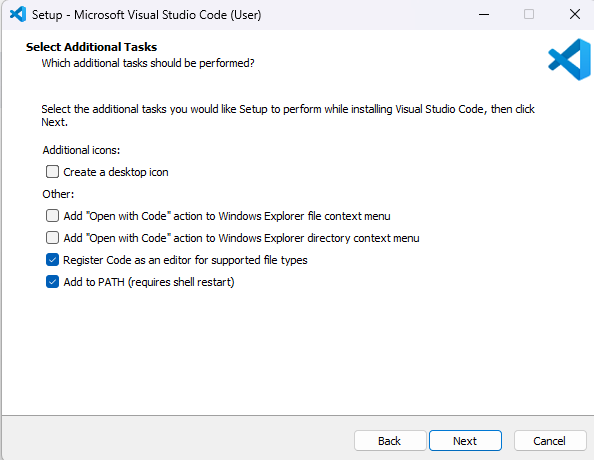 Setup - Microsoft Visual Studio Code (User)
Select Additional Tasks
Which additional tasks should be performed?
Select the additional tasks you would like Setup to perform while installing Visual Studio Code, then click
Next.
Additional icons:
Create a desktop icon
Other:
Add "Open with Code" action to Windows Explorer file context menu
Add "Open with Code" action to Windows Explorer directory context menu
Register Code as an editor for supported file types
Add to PATH (requires shell restart)
Back Next Cancel